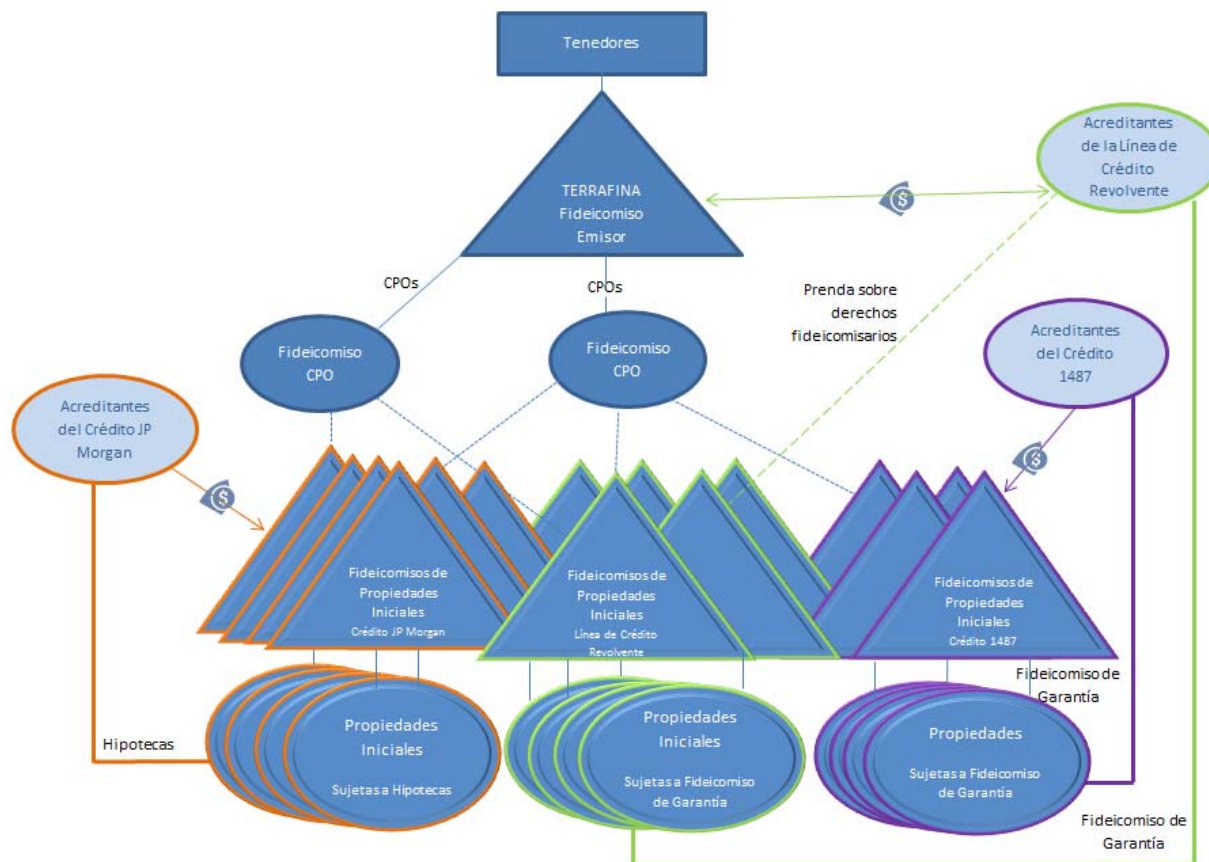 Tenedores
TERRAFINA
Fideicomiso
Emisor
Acreditantes
de la Línea de
Crédito
Revolvente
$
CPOs
CPOs
Prenda sobre
derechos
fideicomisarios
Fideicomiso
CPO
Fideicomiso
CPO
Acreditantes
del Crédito
1487
Acreditantes
del Crédito JP
Morgan
$
$
Fideicomisos de
Propiedades
Iniciales
Crédito JP Morgan
Fideicomisos de
Propiedades
Iniciales
Línea de Crédito
Revolvente
Fideicomisos de
Propiedades
Iniciales
Crédito 1487
Fideicomiso de
Garantía
Hipotecas
Propiedades
Iniciales
Sujetas a Hipotecas
Propiedades
Iniciales
Sujetas a Fideicomiso
de Garantía
Propiedades
Sujetas a Fideicomiso
de Garantía
Fideicomiso de
Garantía